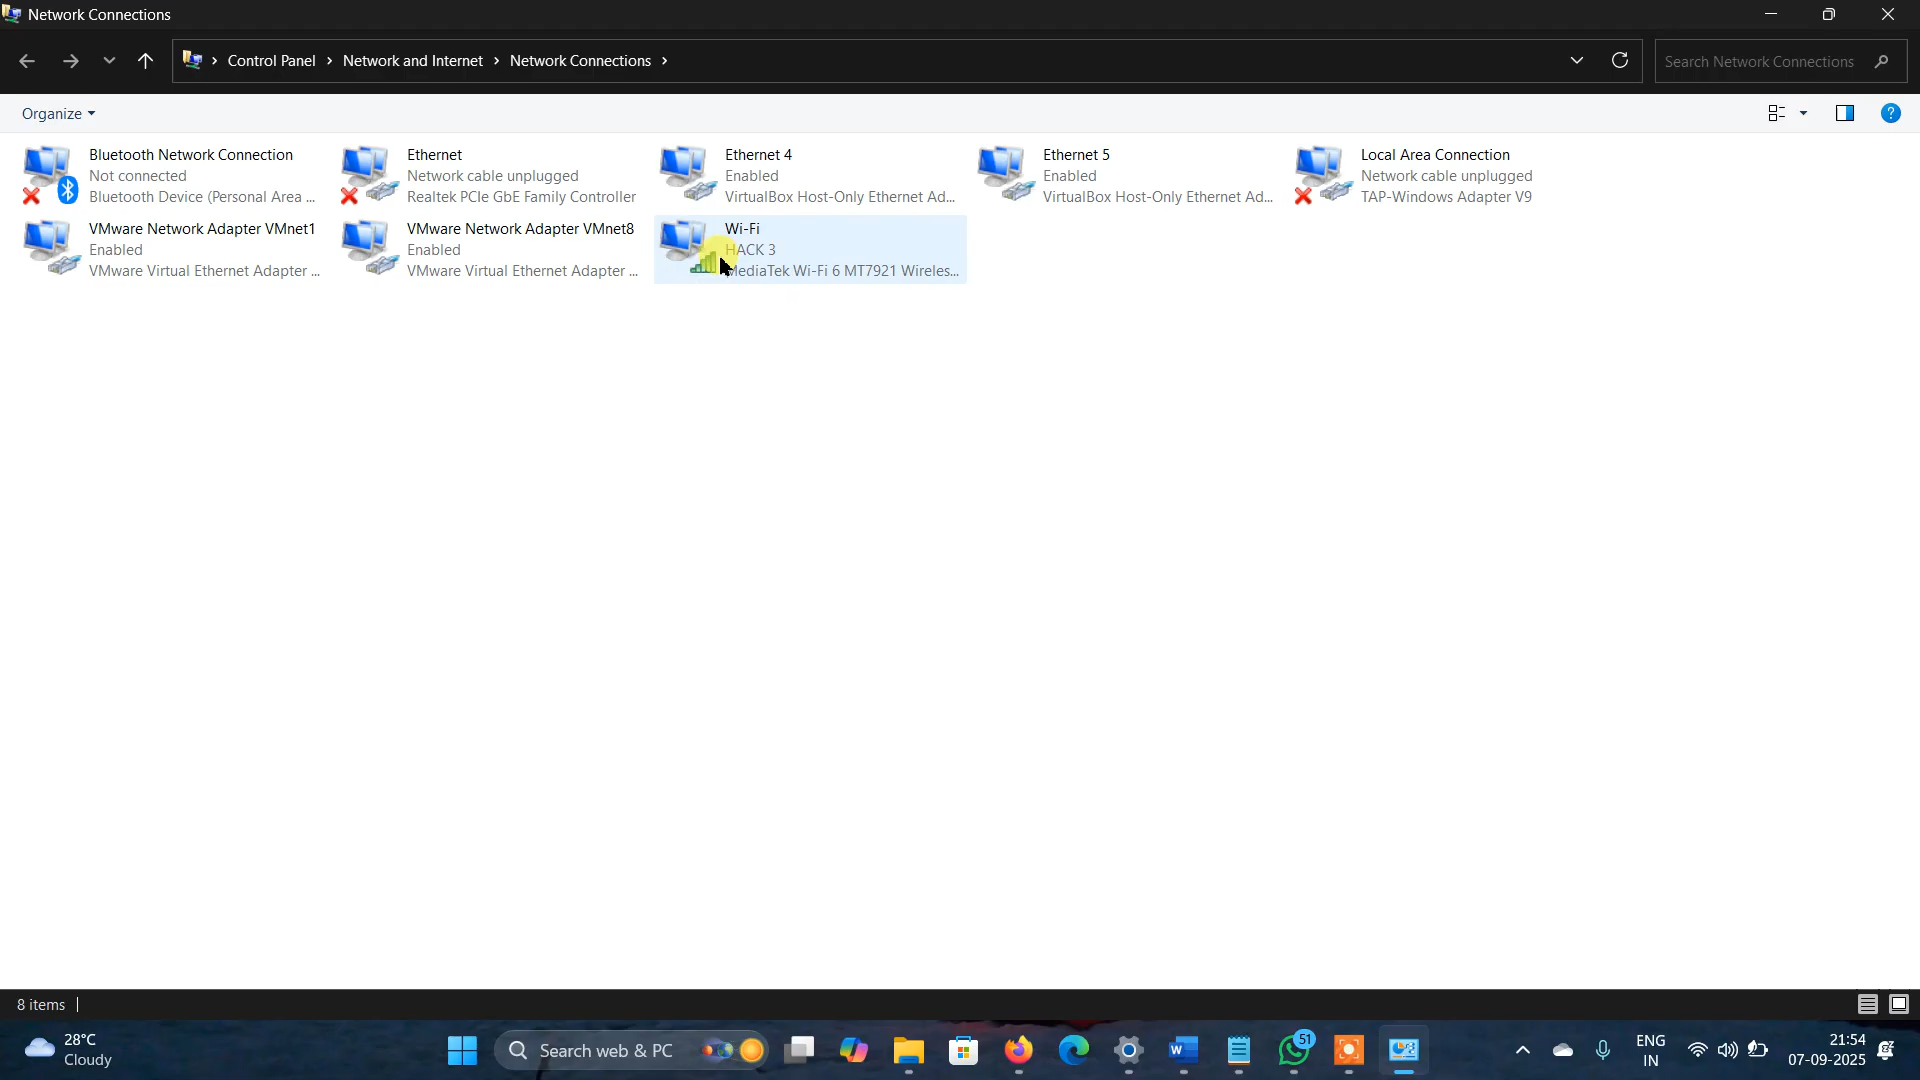 Network Connections
Control Panel › Network and Internet › Network Connections ›
Search Network Connections
Organize
Bluetooth Network Connection
Not connected
Bluetooth Device (Personal Area ...
Ethernet
Network cable unplugged
Realtek PCIe GbE Family Controller
Ethernet 4
Enabled
VirtualBox Host-Only Ethernet Ad...
Ethernet 5
Enabled
VirtualBox Host-Only Ethernet Ad...
Local Area Connection
Network cable unplugged
TAP-Windows Adapter V9
VMware Network Adapter VMnet1
Enabled
VMware Virtual Ethernet Adapter ...
VMware Network Adapter VMnet8
Enabled
VMware Virtual Ethernet Adapter ...
Wi-Fi
HACK 3
MediaTek Wi-Fi 6 MT7921 Wireles...
8 items
28°C
Cloudy
Search web & PC
51
ENG
IN
21:54
07-09-2025